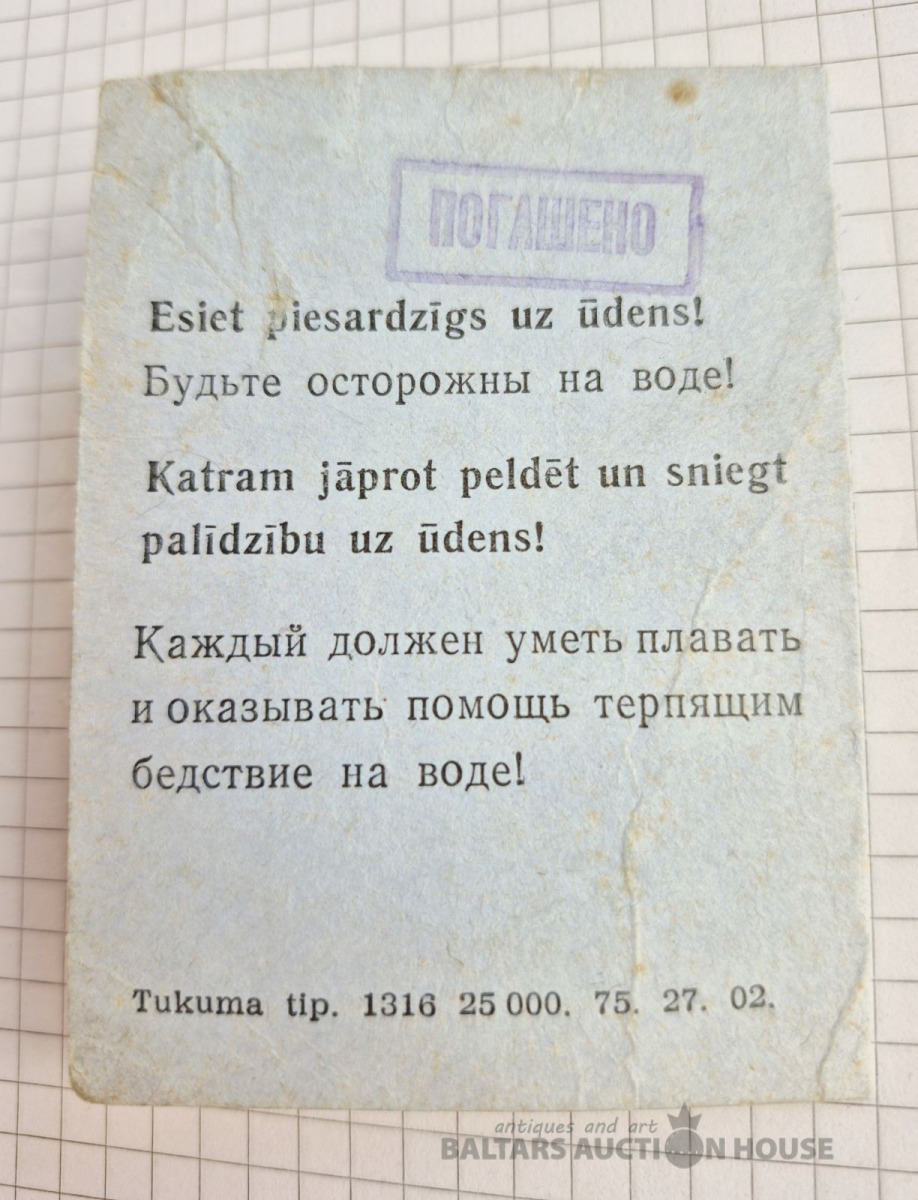 ПОГАШЕНО
Esiet piesardzīgs uz ūdens!
Будьте осторожны на воде!
Katram jāprot peldēt un sniegt
palīdzību uz ūdens!
Каждый должен уметь плавать
и оказывать помощь терпящим
бедствие на воде!
Tukuma tip. 1316 25 000. 75. 27. 02.
antiques and art
BALTARS AUCTION HOUSE